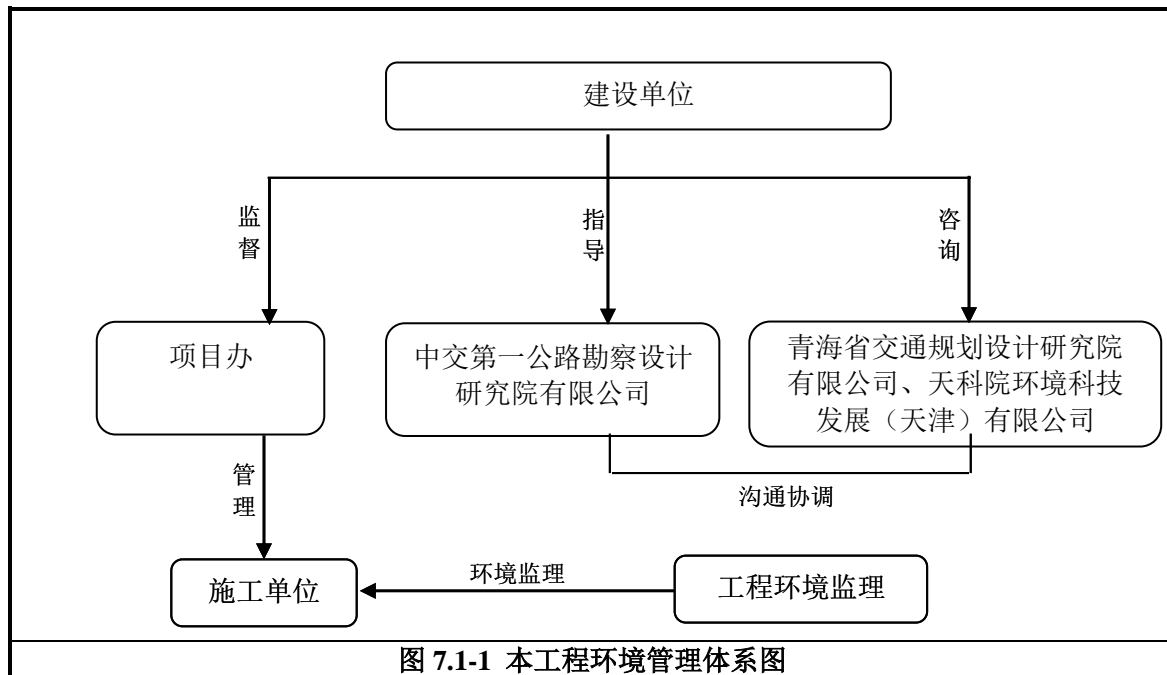 建设单位
监督
指导
咨询
项目办
中交第一公路勘察设计
研究院有限公司
青海省交通规划设计研究院
有限公司、天科院环境科技
发展（天津）有限公司
管理
沟通协调
施工单位
环境监理
工程环境监理
图 7.1-1 本工程环境管理体系图